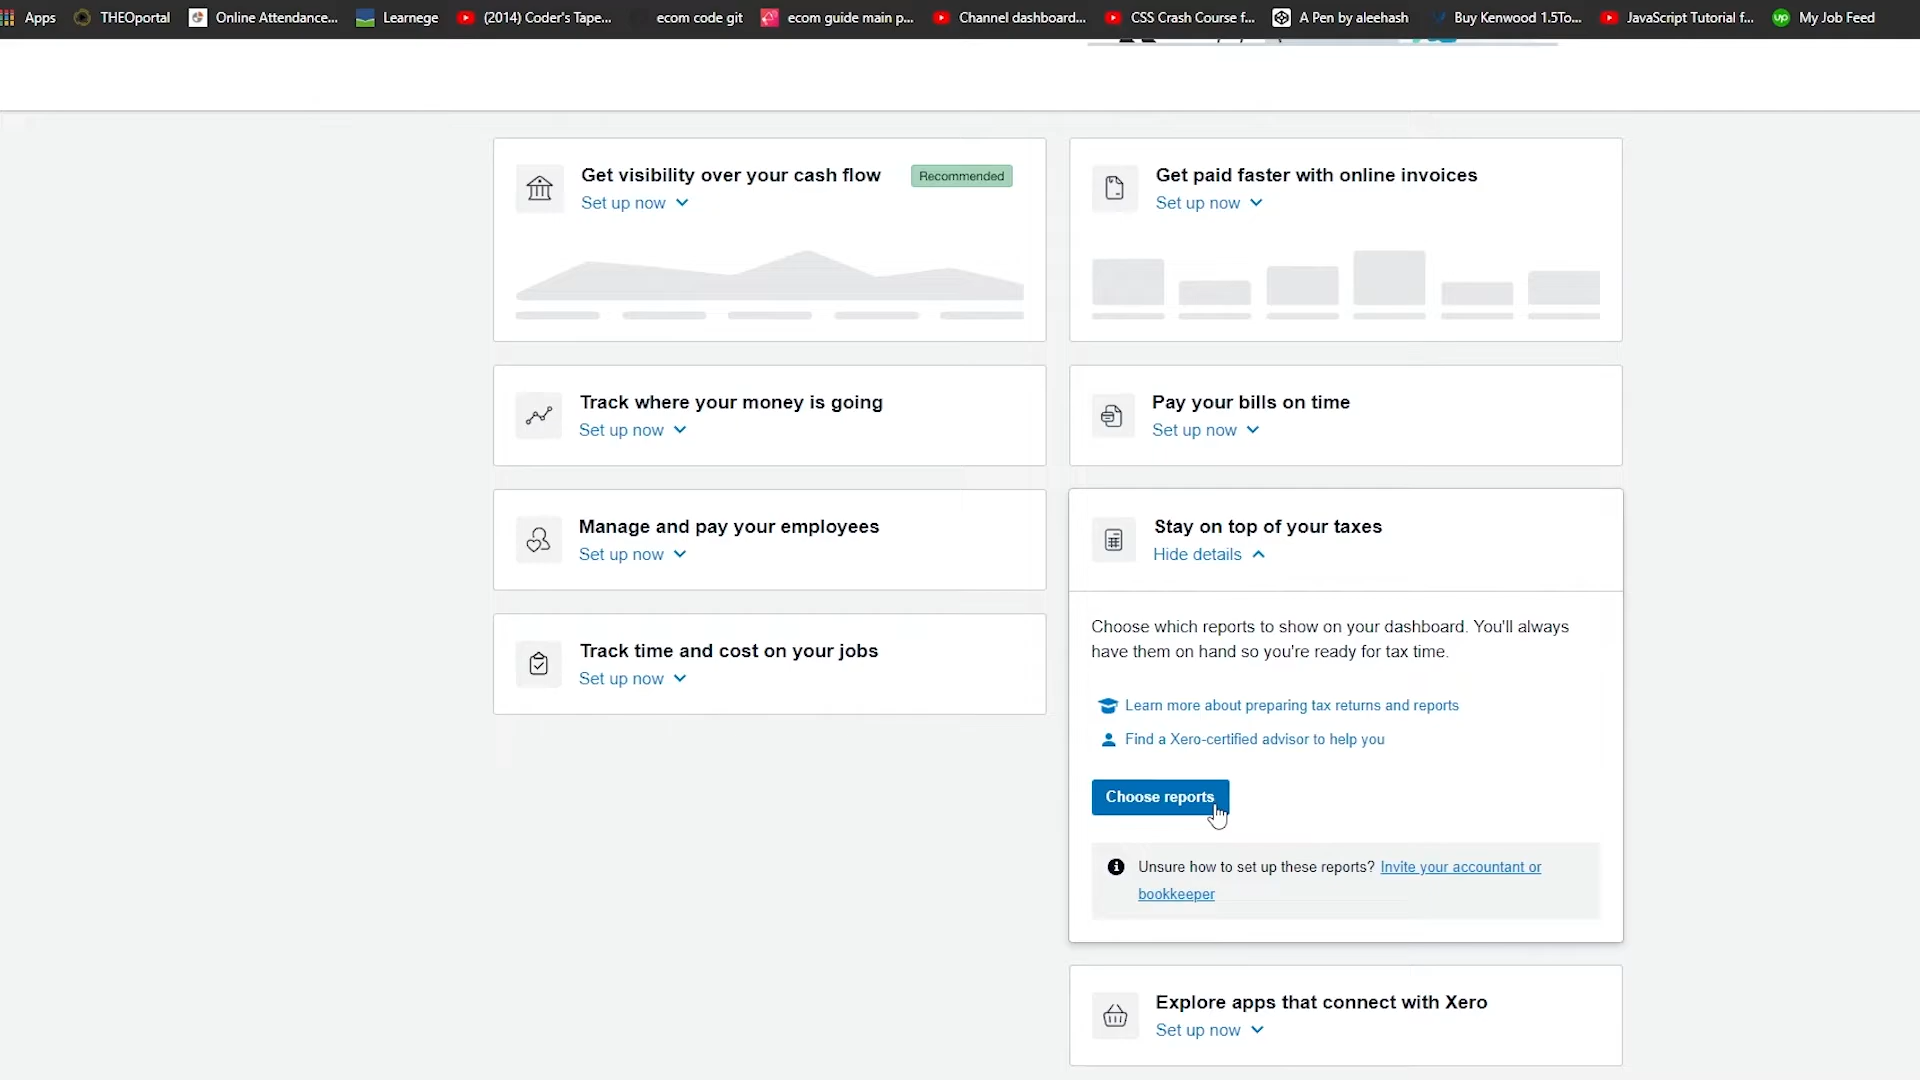 Apps THEOportal Online Attendance... Learnege (2014) Coder's Tape... ecom code git ecom guide main p... Channel dashboard... CSS Crash Course f... A Pen by aleehash Buy Kenwood 1.5To... JavaScript Tutorial f... up My Job Feed
Get visibility over your cash flow Recommended
Set up now
Get paid faster with online invoices
Set up now
Track where your money is going
Set up now
Pay your bills on time
Set up now
Manage and pay your employees
Set up now
Stay on top of your taxes
Hide details
Choose which reports to show on your dashboard. You'll always
have them on hand so you're ready for tax time.
Learn more about preparing tax returns and reports
Find a Xero-certified advisor to help you
Choose reports
Unsure how to set up these reports? Invite your accountant or
bookkeeper
Track time and cost on your jobs
Set up now
Explore apps that connect with Xero
Set up now